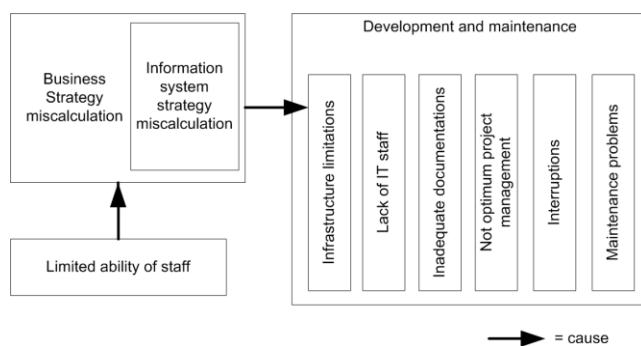 Business
Strategy
miscalculation
Information
system
strategy
miscalculation
Limited ability of staff
Development and maintenance
Infrastructure limitations
Lack of IT staff
Inadequate documentations
Not optimum project
management
Interruptions
Maintenance problems
= cause